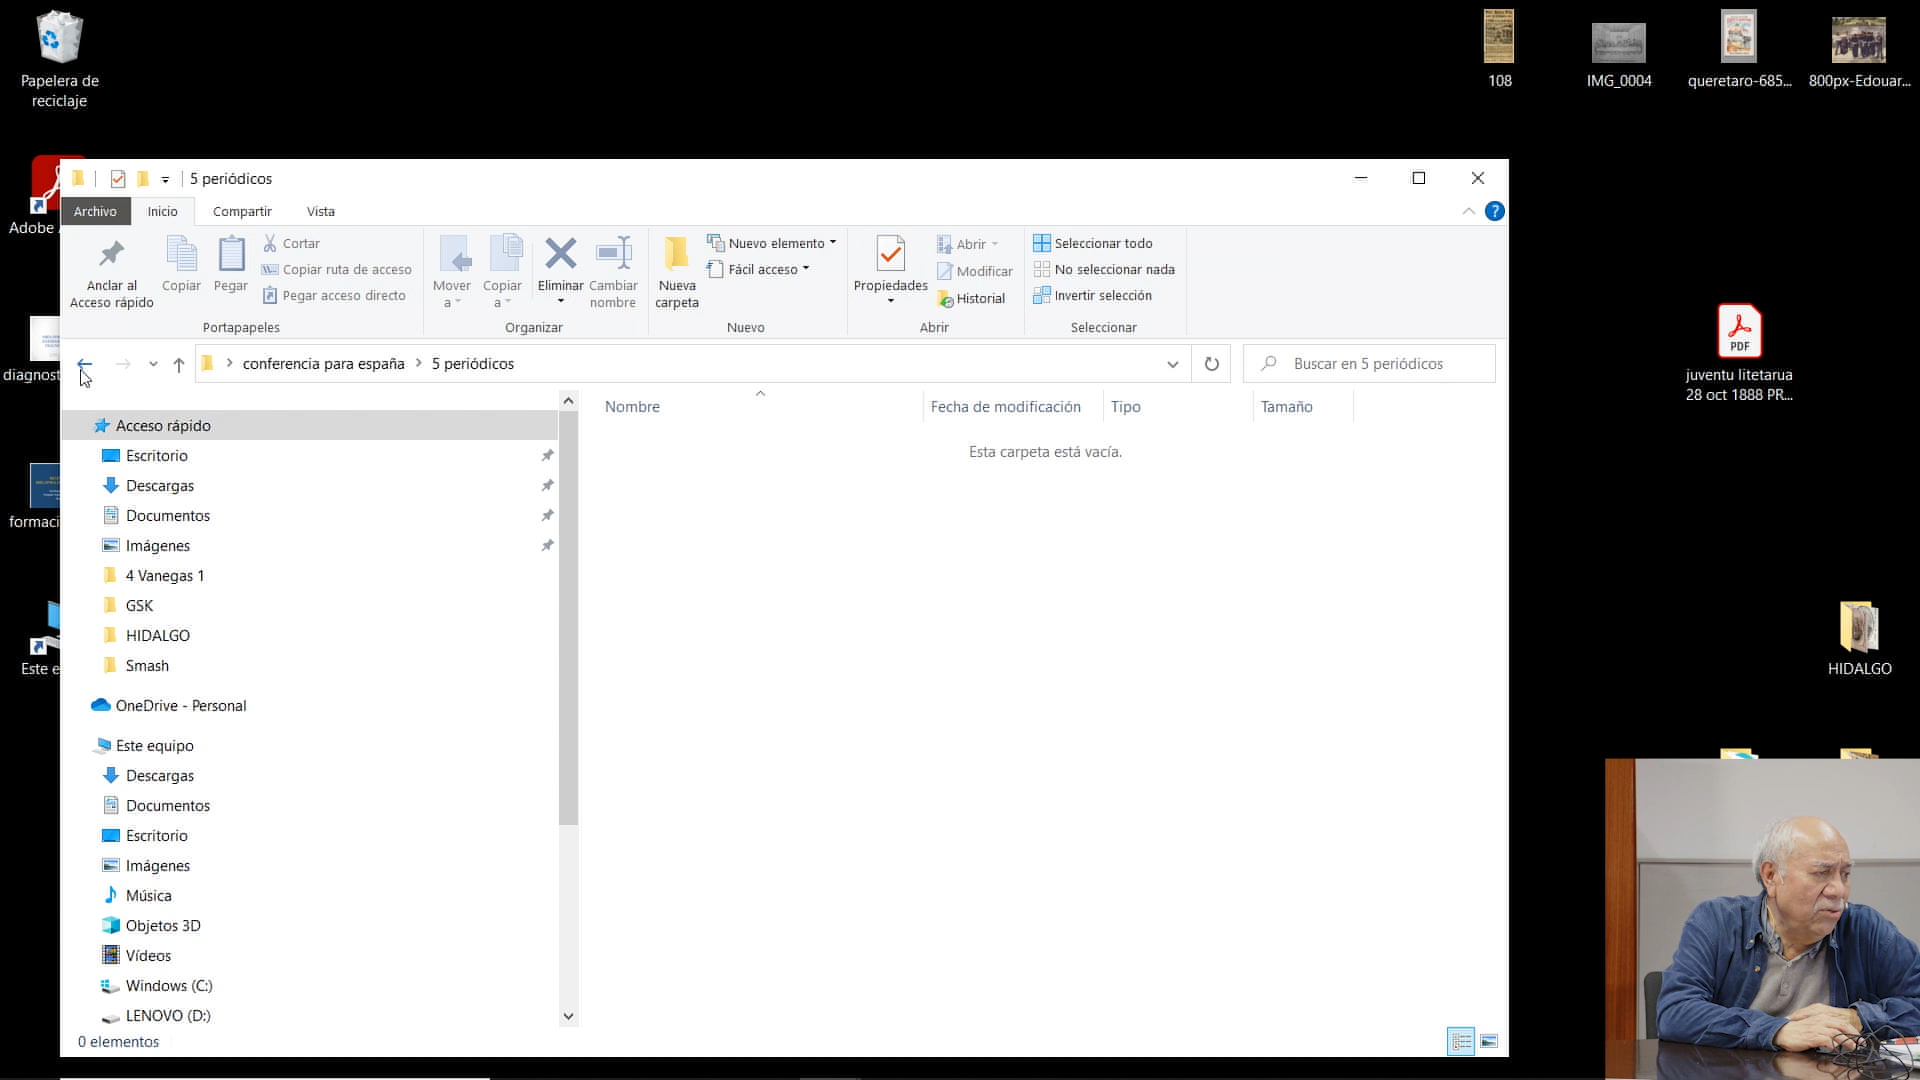 Papelera de
reciclaje
108
IMG_0004
queretaro-685...
800px-Edouar...
5 periódicos
Adobe
Archivo
Inicio
Compartir
Vista
?
Anclar al
Acceso rápido
Copiar
Pegar
Cortar
Copiar ruta de acceso
Pegar acceso directo
Portapapeles
Mover
a
Copiar
a
Eliminar
Cambiar
nombre
Organizar
Nueva
carpeta
Nuevo elemento
Fácil acceso
Nuevo
Propiedades
Abrir
Modificar
Historial
Abrir
Seleccionar todo
No seleccionar nada
Invertir selección
Seleccionar
diagnost
conferencia para españa
5 periódicos
Buscar en 5 periódicos
PDF
juventu litetarua
28 oct 1888 PR...
Nombre
Fecha de modificación
Tipo
Tamaño
Esta carpeta está vacía.
Acceso rápido
Escritorio
Descargas
Documentos
Imágenes
4 Vanegas 1
GSK
HIDALGO
Smash
OneDrive - Personal
Este equipo
Descargas
Documentos
Escritorio
Imágenes
Música
Objetos 3D
Vídeos
Windows (C:)
LENOVO (D:)
formaci
Este e
HIDALGO
0 elementos